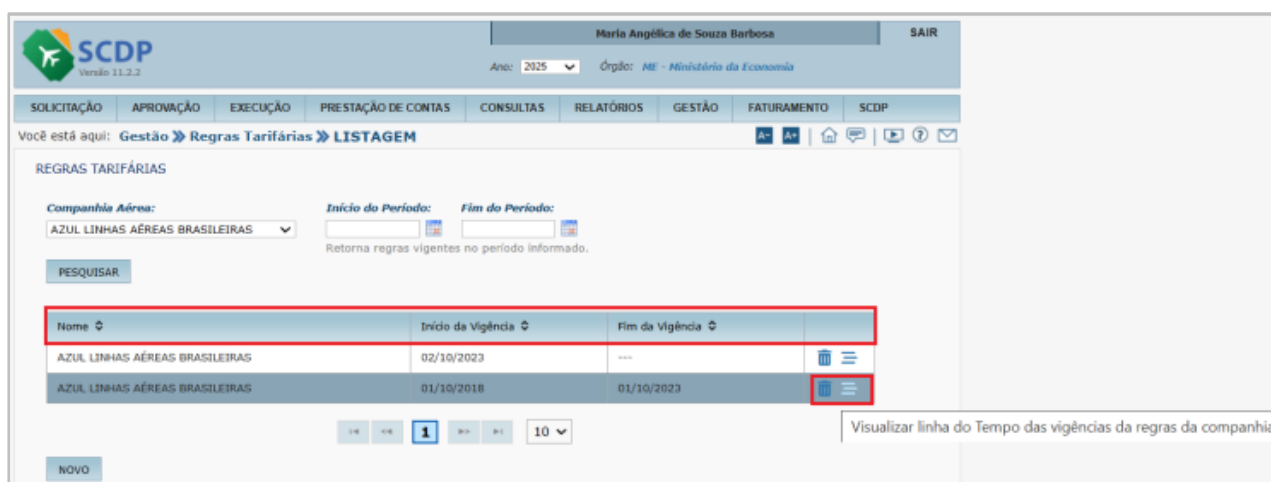 SCDP
Versão 11.2.2
Maria Angélica de Souza Barbosa
SAIR
Ano: 2025 Órgão: ME - Ministério da Economia
SOLICITAÇÃO APROVAÇÃO EXECUÇÃO PRESTAÇÃO DE CONTAS CONSULTAS RELATÓRIOS GESTÃO FATURAMENTO SCDP
Você está aqui: Gestão » Regras Tarifárias » LISTAGEM A- A+
REGRAS TARIFÁRIAS
Companhia Aérea: Início do Período: Fim do Período:
AZUL LINHAS AÉREAS BRASILEIRAS
Retorna regras vigentes no período informado.
PESQUISAR
Nome Início da Vigência Fim da Vigência
AZUL LINHAS AÉREAS BRASILEIRAS 02/10/2023 ---
AZUL LINHAS AÉREAS BRASILEIRAS 01/10/2018 01/10/2023
1 10
Visualizar linha do Tempo das vigências da regras da companhia
NOVO